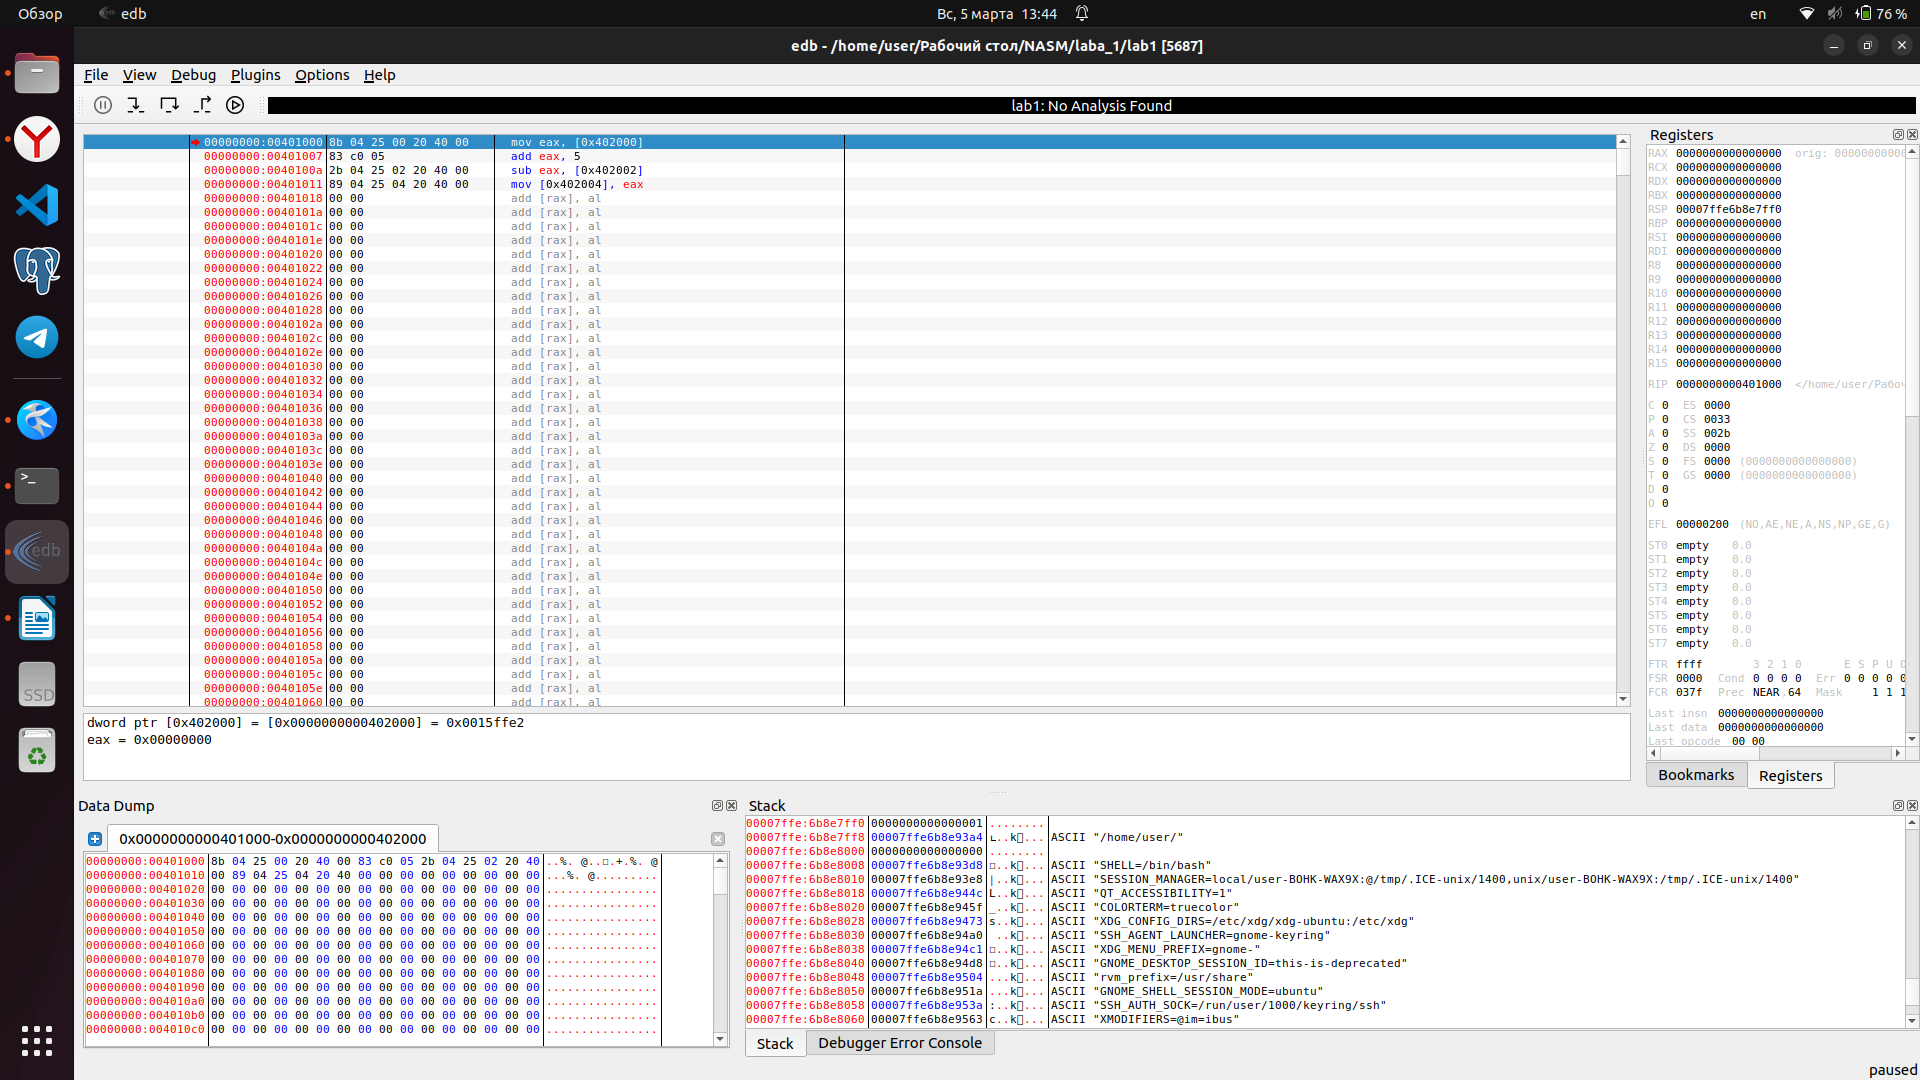 Обзор edb Вс, 5 марта 13:44 en 76 %
edb - /home/user/Рабочий стол/NASM/laba_1/lab1 [5687]
File View Debug Plugins Options Help
lab1: No Analysis Found
00000000:00401000 8b 04 25 00 20 40 00 mov eax, [0x402000]
00000000:00401007 83 c0 05 add eax, 5
00000000:0040100a 2b 04 25 02 20 40 00 sub eax, [0x402002]
00000000:00401011 89 04 25 04 20 40 00 mov [0x402004], eax
00000000:00401018 00 00 add [rax], al
00000000:0040101a 00 00 add [rax], al
00000000:0040101c 00 00 add [rax], al
00000000:0040101e 00 00 add [rax], al
00000000:00401020 00 00 add [rax], al
00000000:00401022 00 00 add [rax], al
00000000:00401024 00 00 add [rax], al
00000000:00401026 00 00 add [rax], al
00000000:00401028 00 00 add [rax], al
00000000:0040102a 00 00 add [rax], al
00000000:0040102c 00 00 add [rax], al
00000000:0040102e 00 00 add [rax], al
00000000:00401030 00 00 add [rax], al
00000000:00401032 00 00 add [rax], al
00000000:00401034 00 00 add [rax], al
00000000:00401036 00 00 add [rax], al
00000000:00401038 00 00 add [rax], al
00000000:0040103a 00 00 add [rax], al
00000000:0040103c 00 00 add [rax], al
00000000:0040103e 00 00 add [rax], al
00000000:00401040 00 00 add [rax], al
00000000:00401042 00 00 add [rax], al
00000000:00401044 00 00 add [rax], al
00000000:00401046 00 00 add [rax], al
00000000:00401048 00 00 add [rax], al
00000000:0040104a 00 00 add [rax], al
00000000:0040104c 00 00 add [rax], al
00000000:0040104e 00 00 add [rax], al
00000000:00401050 00 00 add [rax], al
00000000:00401052 00 00 add [rax], al
00000000:00401054 00 00 add [rax], al
00000000:00401056 00 00 add [rax], al
00000000:00401058 00 00 add [rax], al
00000000:0040105a 00 00 add [rax], al
00000000:0040105c 00 00 add [rax], al
00000000:0040105e 00 00 add [rax], al
00000000:00401060 00 00 add [rax], al
dword ptr [0x402000] = [0x0000000000402000] = 0x0015ffe2
eax = 0x00000000
Registers
RAX 0000000000000000 orig: 00000000000
RCX 0000000000000000
RDX 0000000000000000
RBX 0000000000000000
RSP 00007ffe6b8e7ff0
RBP 0000000000000000
RSI 0000000000000000
RDI 0000000000000000
R8 0000000000000000
R9 0000000000000000
R10 0000000000000000
R11 0000000000000000
R12 0000000000000000
R13 0000000000000000
R14 0000000000000000
R15 0000000000000000
RIP 0000000000401000 </home/user/Рабоч
C 0 ES 0000
P 0 CS 0033
A 0 SS 002b
Z 0 DS 0000
S 0 FS 0000 (0000000000000000)
T 0 GS 0000 (0000000000000000)
D 0
O 0
EFL 00000200 (NO,AE,NE,A,NS,NP,GE,G)
ST0 empty 0.0
ST1 empty 0.0
ST2 empty 0.0
ST3 empty 0.0
ST4 empty 0.0
ST5 empty 0.0
ST6 empty 0.0
ST7 empty 0.0
FTR ffff 3 2 1 0 E S P U O
FSR 0000 Cond 0 0 0 0 Err 0 0 0 0 0
FCR 037f Prec NEAR,64 Mask 1 1 1
Last insn 0000000000000000
Last data 0000000000000000
Last opcode 00 00
Bookmarks Registers
Data Dump
0x0000000000401000-0x0000000000402000
00000000:00401000 8b 04 25 00 20 40 00 83 c0 05 2b 04 25 02 20 40
00000000:00401010 00 89 04 25 04 20 40 00 00 00 00 00 00 00 00 00
00000000:00401020 00 00 00 00 00 00 00 00 00 00 00 00 00 00 00 00
00000000:00401030 00 00 00 00 00 00 00 00 00 00 00 00 00 00 00 00
00000000:00401040 00 00 00 00 00 00 00 00 00 00 00 00 00 00 00 00
00000000:00401050 00 00 00 00 00 00 00 00 00 00 00 00 00 00 00 00
00000000:00401060 00 00 00 00 00 00 00 00 00 00 00 00 00 00 00 00
00000000:00401070 00 00 00 00 00 00 00 00 00 00 00 00 00 00 00 00
00000000:00401080 00 00 00 00 00 00 00 00 00 00 00 00 00 00 00 00
00000000:00401090 00 00 00 00 00 00 00 00 00 00 00 00 00 00 00 00
00000000:004010a0 00 00 00 00 00 00 00 00 00 00 00 00 00 00 00 00
00000000:004010b0 00 00 00 00 00 00 00 00 00 00 00 00 00 00 00 00
00000000:004010c0 00 00 00 00 00 00 00 00 00 00 00 00 00 00 00 00
Stack
00007ffe:6b8e7ff0 0000000000000001 ........
00007ffe:6b8e7ff8 00007ffe6b8e93a4 ASCII "/home/user/"
00007ffe:6b8e8000 0000000000000000 ........
00007ffe:6b8e8008 00007ffe6b8e93d8 ASCII "SHELL=/bin/bash"
00007ffe:6b8e8010 00007ffe6b8e93e8 ASCII "SESSION_MANAGER=local/user-BOHK-WAX9X:@/tmp/.ICE-unix/1400,unix/user-BOHK-WAX9X:/tmp/.ICE-unix/1400"
00007ffe:6b8e8018 00007ffe6b8e944c ASCII "QT_ACCESSIBILITY=1"
00007ffe:6b8e8020 00007ffe6b8e945f ASCII "COLORTERM=truecolor"
00007ffe:6b8e8028 00007ffe6b8e9473 ASCII "XDG_CONFIG_DIRS=/etc/xdg/xdg-ubuntu:/etc/xdg"
00007ffe:6b8e8030 00007ffe6b8e94a0 ASCII "SSH_AGENT_LAUNCHER=gnome-keyring"
00007ffe:6b8e8038 00007ffe6b8e94c1 ASCII "XDG_MENU_PREFIX=gnome-"
00007ffe:6b8e8040 00007ffe6b8e94d8 ASCII "GNOME_DESKTOP_SESSION_ID=this-is-deprecated"
00007ffe:6b8e8048 00007ffe6b8e9504 ASCII "rvm_prefix=/usr/share"
00007ffe:6b8e8050 00007ffe6b8e951a ASCII "GNOME_SHELL_SESSION_MODE=ubuntu"
00007ffe:6b8e8058 00007ffe6b8e953a ASCII "SSH_AUTH_SOCK=/run/user/1000/keyring/ssh"
00007ffe:6b8e8060 00007ffe6b8e9563 ASCII "XMODIFIERS=@im=ibus"
Stack Debugger Error Console
paused
edb
SSD